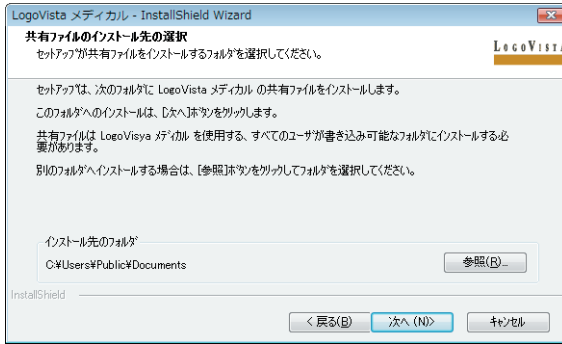 LogoVista メディカル - InstallShield Wizard
共有ファイルのインストール先の選択
セットアップが共有ファイルをインストールするフォルダを選択してください。
LogoVista
セットアップは、次のフォルダに LogoVista メディカル の共有ファイルをインストールします。
このフォルダへのインストールは、[次へ]ボタンをクリックします。
共有ファイルは LogoVisya メディカル を使用する、すべてのユーザが書き込み可能なフォルダにインストールする必
要があります。
別のフォルダへインストールする場合は、[参照]ボタンをクリックしてフォルダを選択してください。
インストール先のフォルダ
C:¥Users¥Public¥Documents
参照(R)...
InstallShield
< 戻る(B)
次へ (N)>
キャンセル